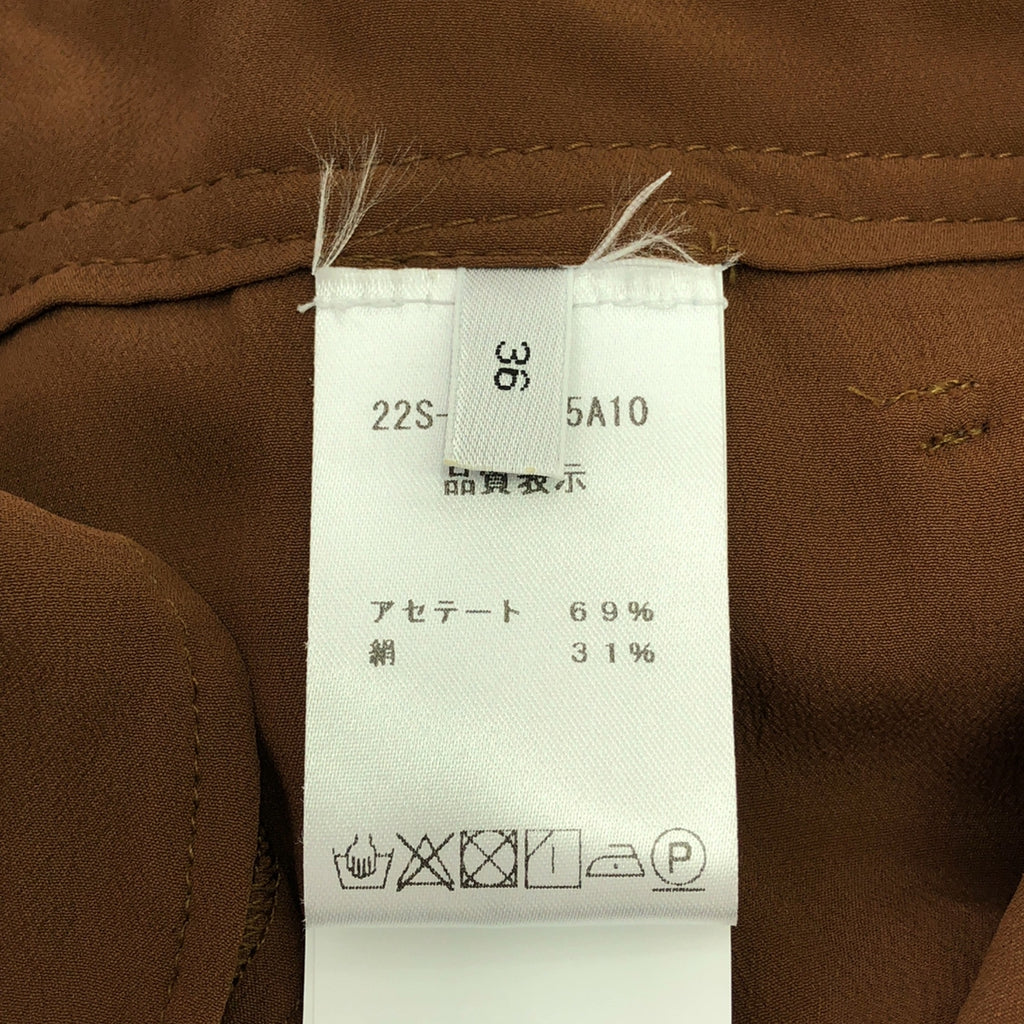 36
22S- 5A10
品質表示
アセテート 69%
絹 31%
P